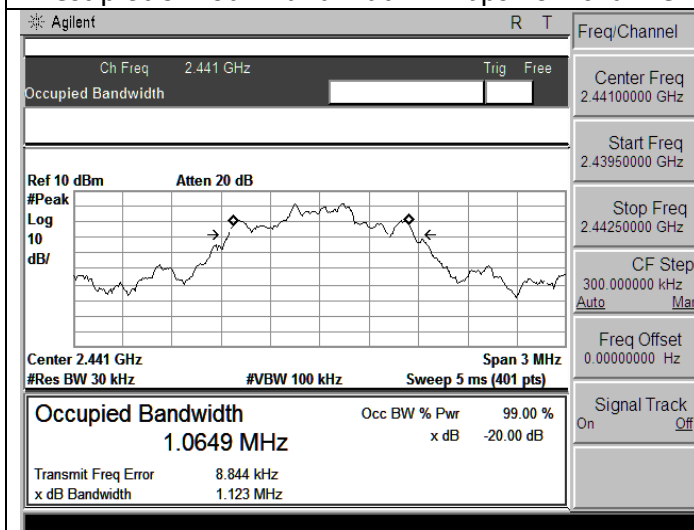 Agilent R T
Freq/Channel
Ch Freq 2.441 GHz Trig Free
Occupied Bandwidth
Center Freq
2.44100000 GHz
Start Freq
2.43950000 GHz
Stop Freq
2.44250000 GHz
CF Step
300.000000 kHz
Auto Man
Freq Offset
0.00000000 Hz
Signal Track
On Off
Ref 10 dBm Atten 20 dB
#Peak
Log
10
dB/
Center 2.441 GHz Span 3 MHz
#Res BW 30 kHz #VBW 100 kHz Sweep 5 ms (401 pts)
Occupied Bandwidth Occ BW % Pwr 99.00 %
1.0649 MHz x dB -20.00 dB
Transmit Freq Error 8.844 kHz
x dB Bandwidth 1.123 MHz